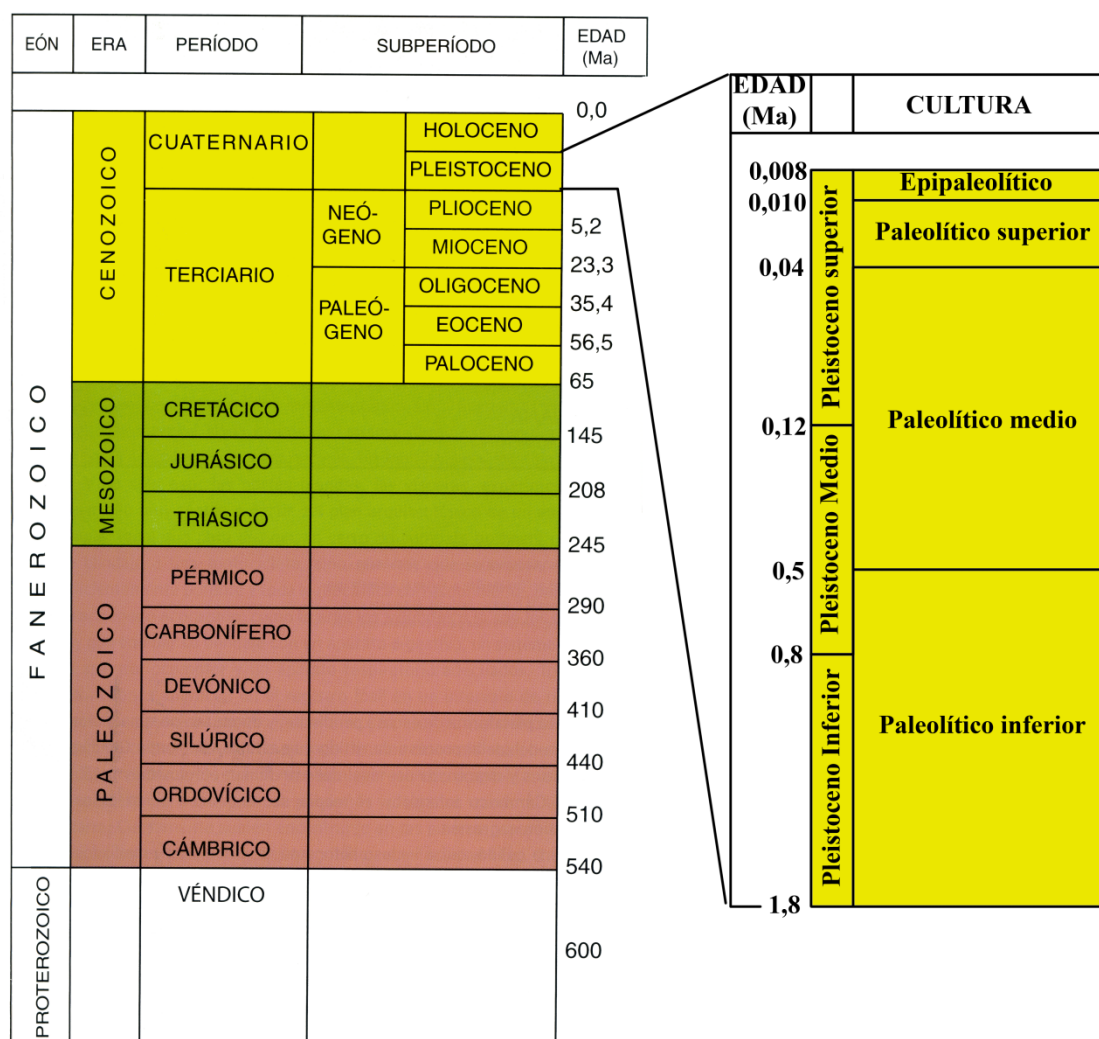 EÓN ERA PERÍODO SUBPERÍODO EDAD
(Ma)
0,0
FANEROZOICO
CENOZOICO
CUATERNARIO
HOLOCENO
PLEISTOCENO
TERCIARIO
NEÓ-
GENO
PLIOCENO
5,2
MIOCENO
23,3
PALEÓ-
GENO
OLIGOCENO
35,4
EOCENO
56,5
PALOCENO
65
MESOZOICO
CRETÁCICO
145
JURÁSICO
208
TRIÁSICO
245
PALEOZOICO
PÉRMICO
290
CARBONÍFERO
360
DEVÓNICO
410
SILÚRICO
440
ORDOVÍCICO
510
CÁMBRICO
540
PROTEROZOICO
VÉNDICO
600
EDAD
(Ma)
CULTURA
0,008
Pleistoceno superior
Epipaleolítico
0,010
Paleolítico superior
0,04
Paleolítico medio
0,12
Pleistoceno Medio
0,5
0,8
Pleistoceno Inferior
Paleolítico inferior
1,8